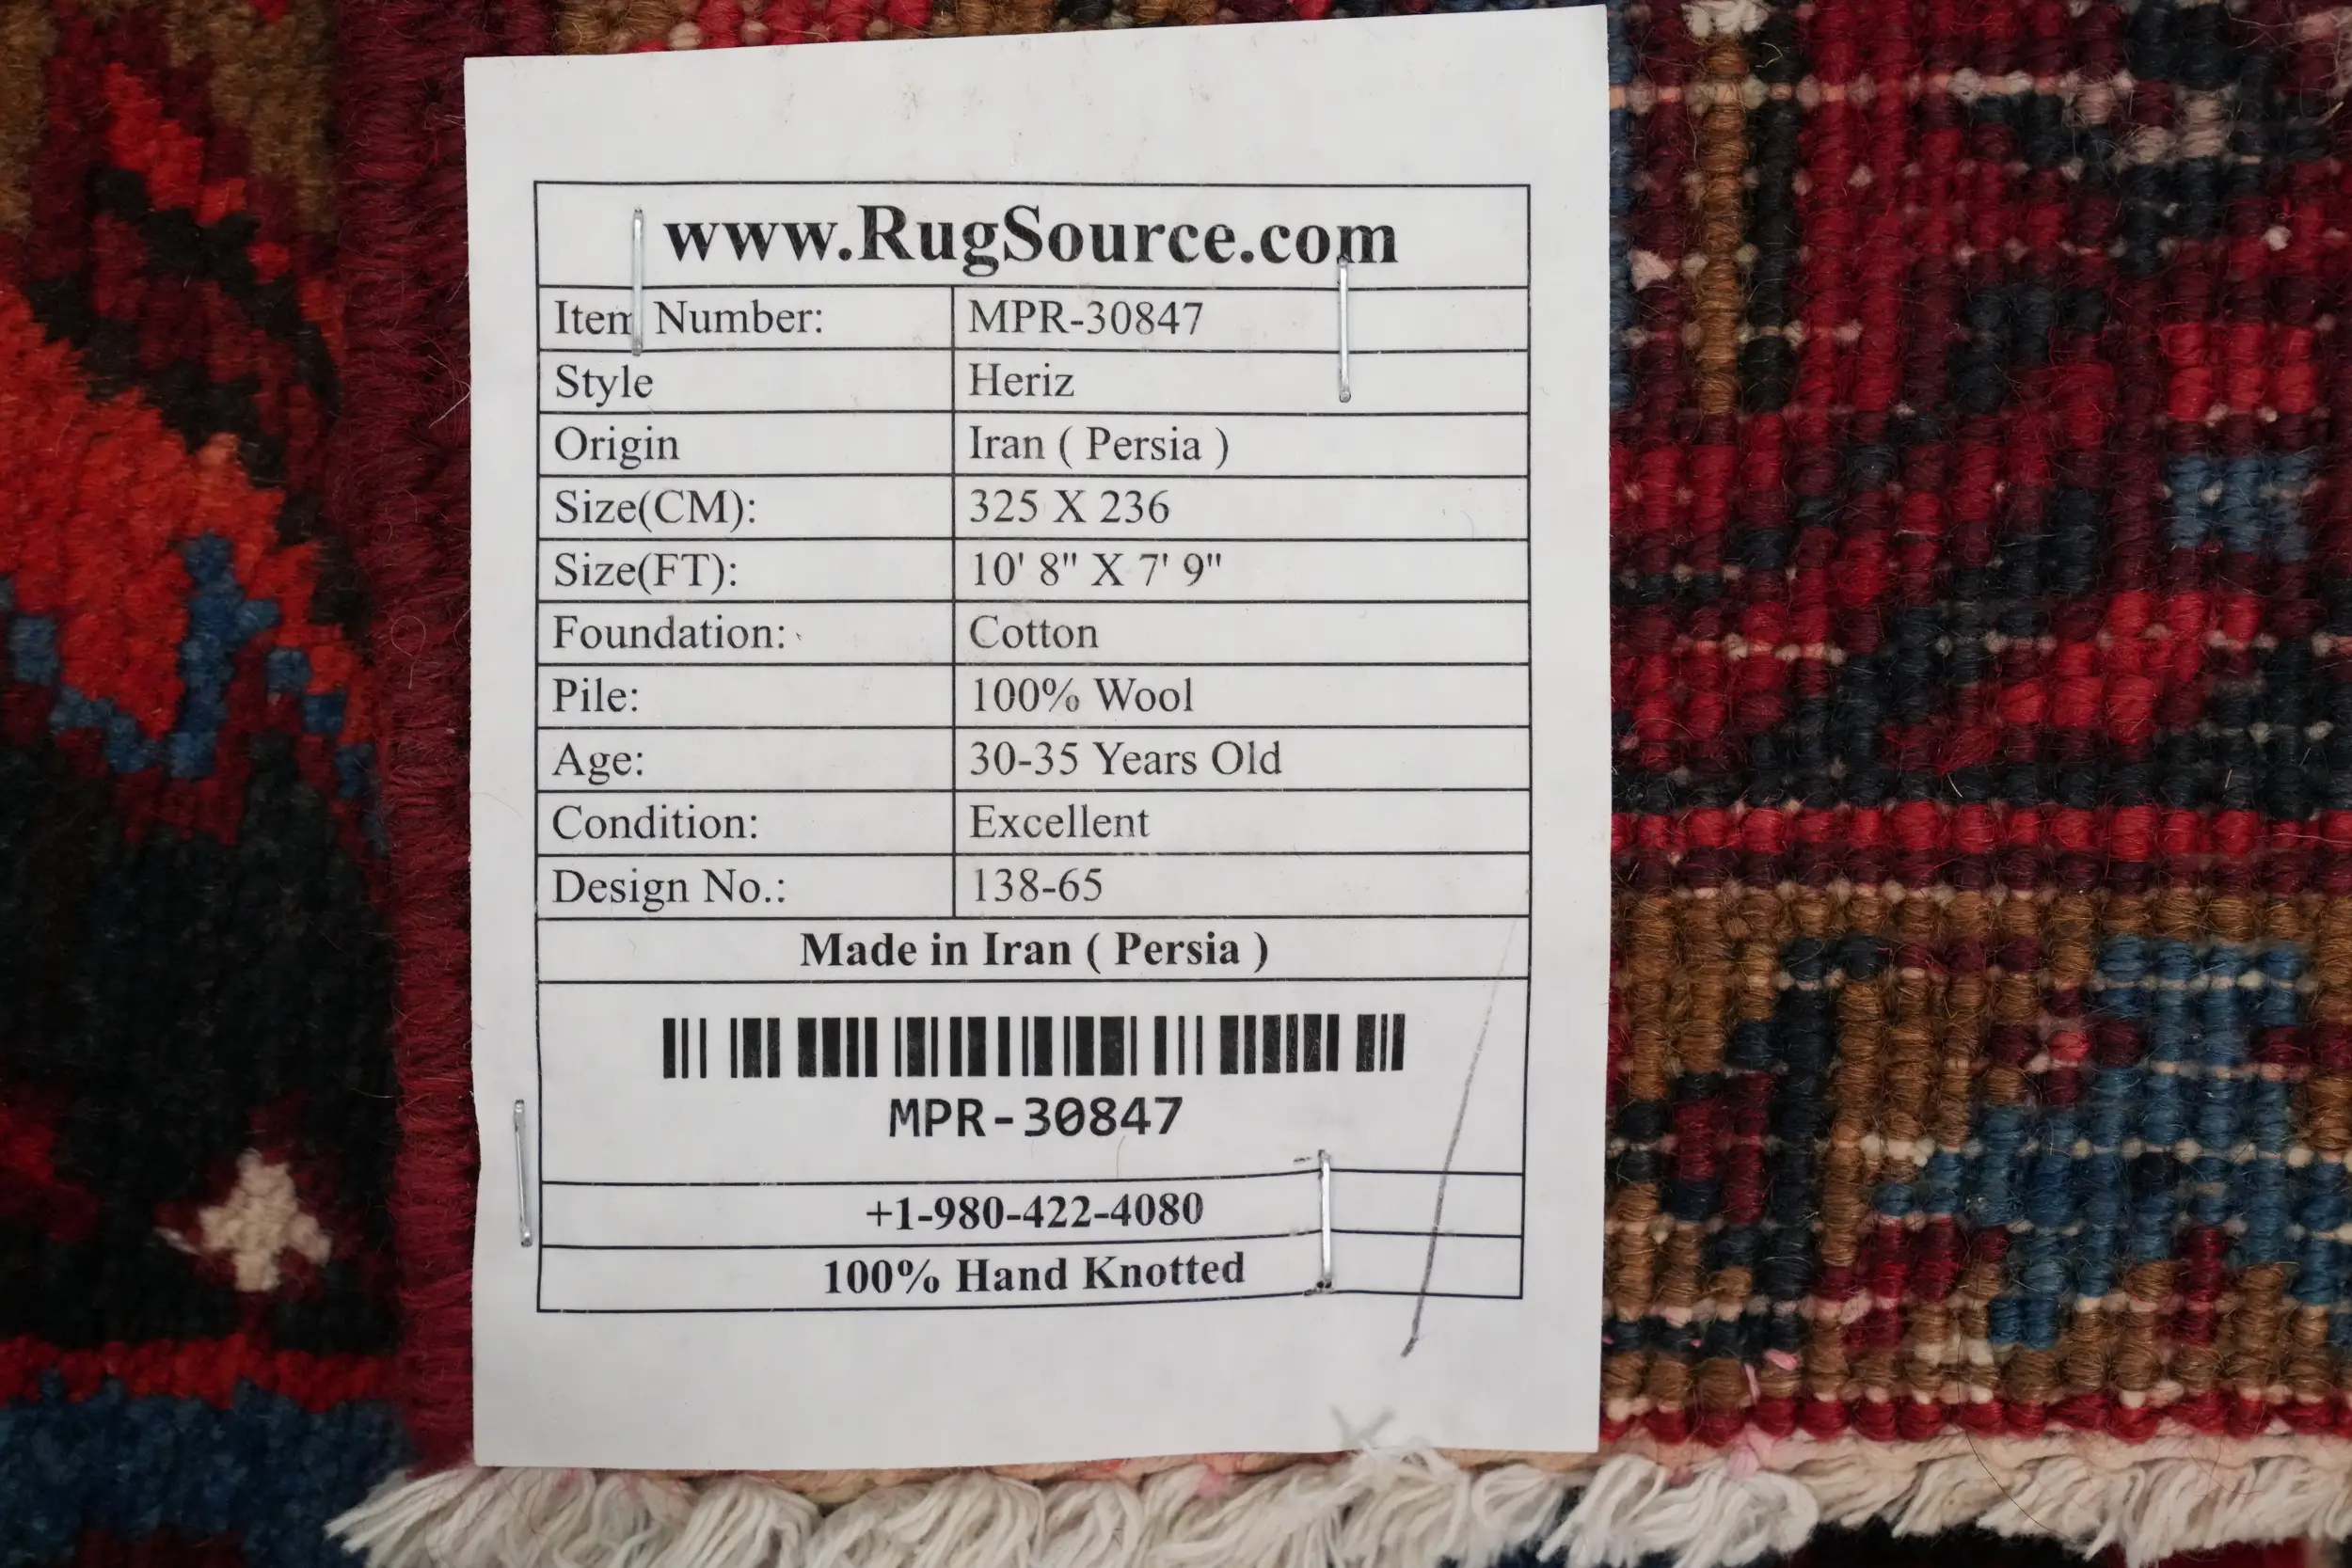 www.RugSource.com
Item Number: MPR-30847
Style Heriz
Origin Iran ( Persia )
Size(CM): 325 X 236
Size(FT): 10' 8" X 7' 9"
Foundation: Cotton
Pile: 100% Wool
Age: 30-35 Years Old
Condition: Excellent
Design No.: 138-65
Made in Iran ( Persia )
MPR-30847
+1-980-422-4080
100% Hand Knotted